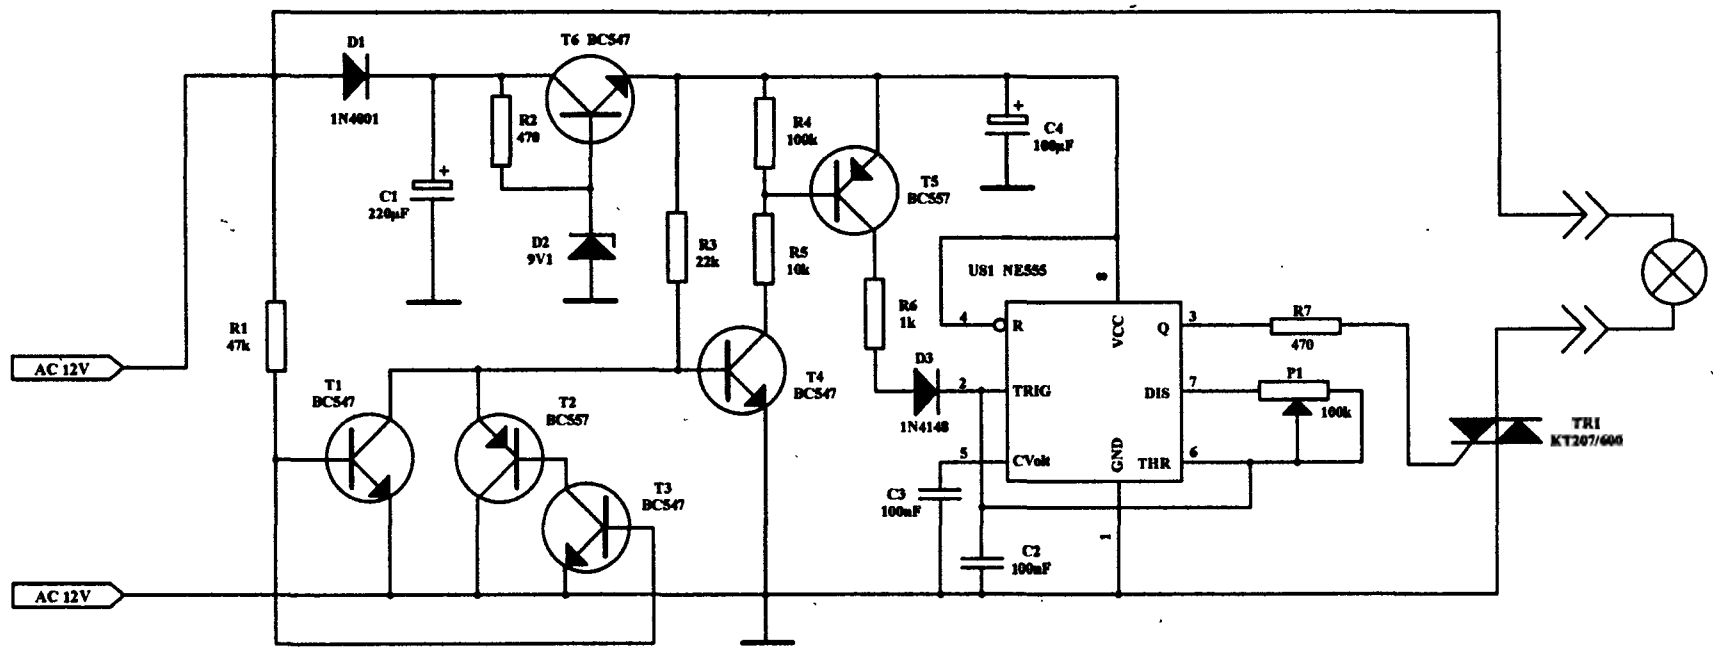 D1
1N4001
T6 BC547
R2
470
C1
220µF
+
D2
9V1
R3
22k
R4
100k
R5
10k
T5
BC557
+
C4
100µF
R1
47k
AC 12V
T1
BC547
T2
BC557
T3
BC547
T4
BC547
R6
1k
D3
1N4148
US1 NE555
8
4
R
VCC
Q
3
2
TRIG
DIS
7
5
CVolt
GND
THR
6
1
C3
100nF
C2
100nF
R7
470
P1
100k
TR1
KT207/600
AC 12V